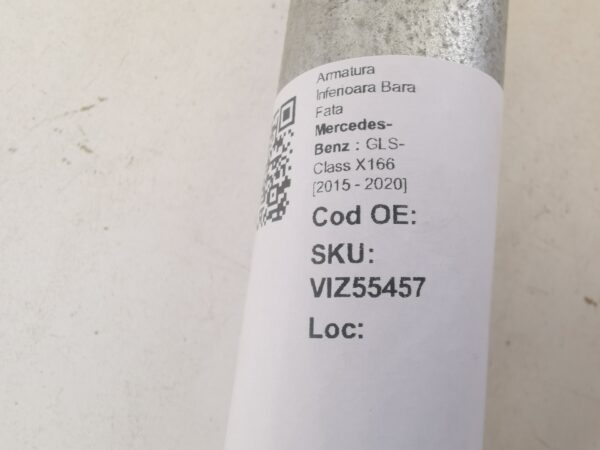 Armatura
Inferioara Bara
Fata
Mercedes-
Benz : GLS-
Class X166
[2015 - 2020]
Cod OE:
SKU:
VIZ55457
Loc: